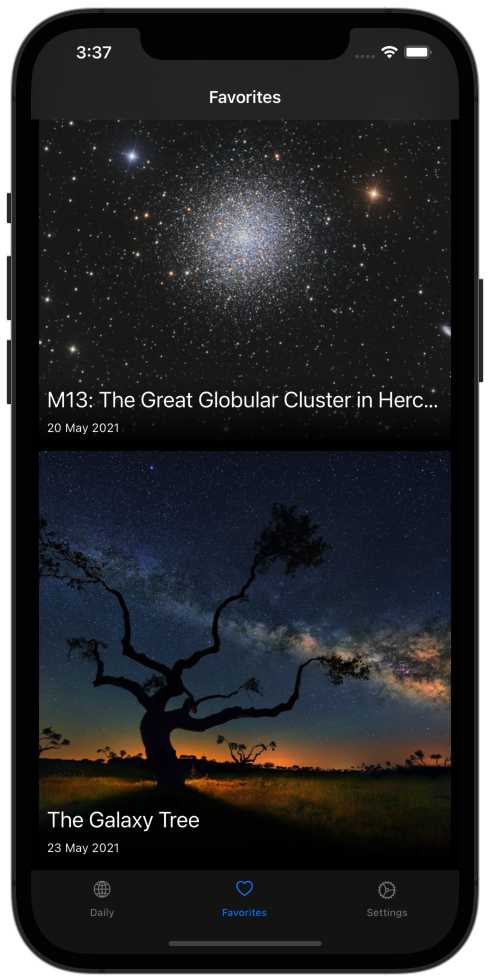 3:37
Favorites
M13: The Great Globular Cluster in Herc...
20 May 2021
The Galaxy Tree
23 May 2021
Daily
Favorites
Settings